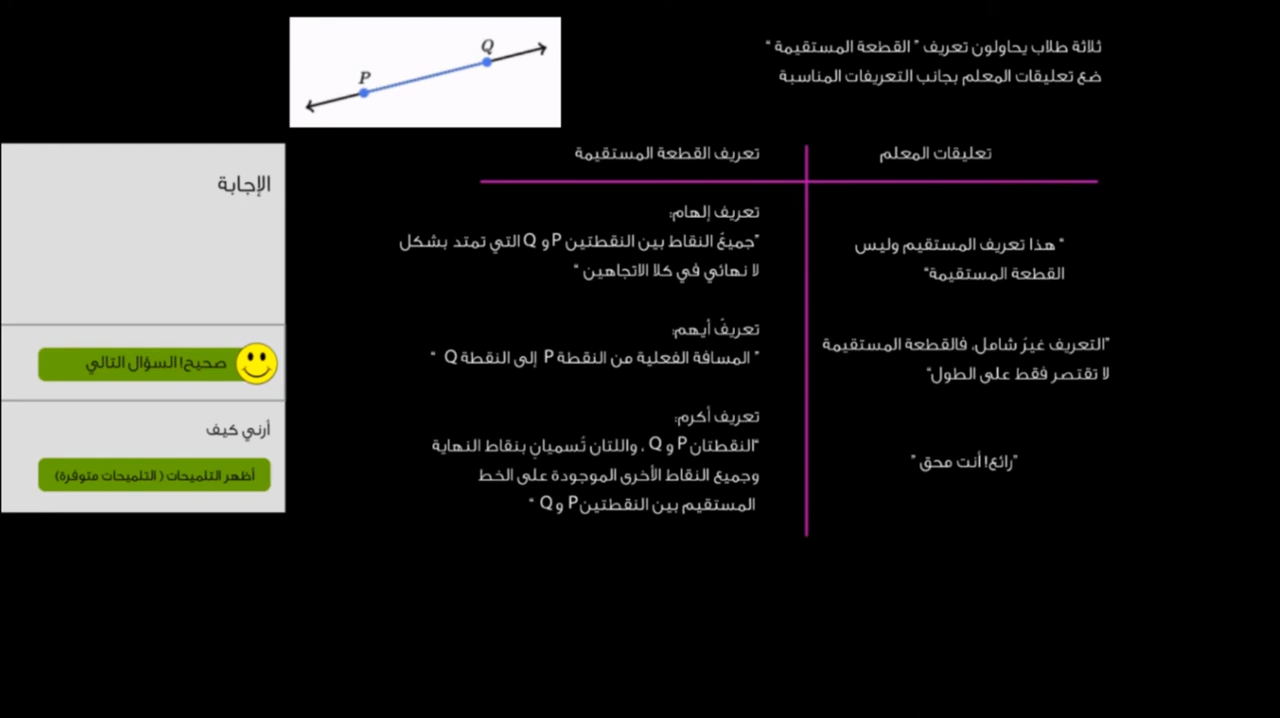 ثلاثة طلاب يحاولون تعريف " القطعة المستقيمة "
ضع تعليقات المعلم بجانب التعريفات المناسبة
Q
P
تعليقات المعلم
تعريف القطعة المستقيمة
" هذا تعريف المستقيم وليس
القطعة المستقيمة"
"التعريف غيرُ شامل، فالقطعة المستقيمة
لا تقتصر فقط على الطول"
"رائع! أنت محق "
تعريف إلهام:
"جميعُ النقاط بين النقطتين P و Q التي تمتد بشكل
لا نهائي في كلا الاتجاهين "
تعريفُ أيهم:
" المسافة الفعلية من النقطة P إلى النقطة Q "
تعريف أكرم:
"النقطتان P و Q ، واللتان تُسميانِ بنقاط النهاية
وجميع النقاط الأخرى الموجودة على الخط
المستقيم بين النقطتين P و Q "
الإجابة
صحيح! السؤال التالي
أرني كيف
أظهر التلميحات ( التلميحات متوفرة)